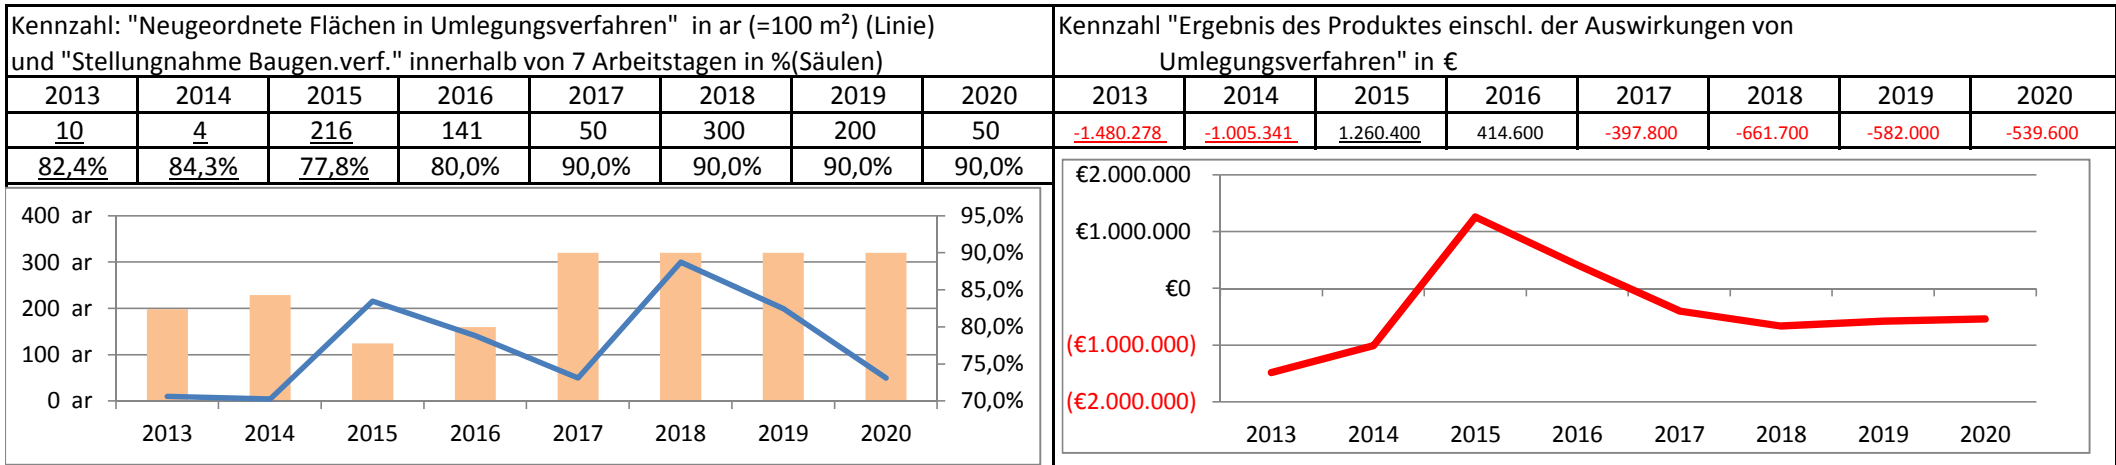 Kennzahl: "Neugeordnete Flächen in Umlegungsverfahren" in ar (=100 m²) (Linie)
und "Stellungnahme Baugen.verf." innerhalb von 7 Arbeitstagen in %(Säulen)
2013 2014 2015 2016 2017 2018 2019 2020
10 4 216 141 50 300 200 50
82,4% 84,3% 77,8% 80,0% 90,0% 90,0% 90,0% 90,0%
400 ar 95,0%
300 ar 90,0%
200 ar 85,0%
100 ar 80,0%
0 ar 75,0%
70,0%
2013 2014 2015 2016 2017 2018 2019 2020
Kennzahl "Ergebnis des Produktes einschl. der Auswirkungen von
Umlegungsverfahren" in €
2013 2014 2015 2016 2017 2018 2019 2020
-1.480.278 -1.005.341 1.260.400 414.600 -397.800 -661.700 -582.000 -539.600
€2.000.000
€1.000.000
€0
(€1.000.000)
(€2.000.000)
2013 2014 2015 2016 2017 2018 2019 2020